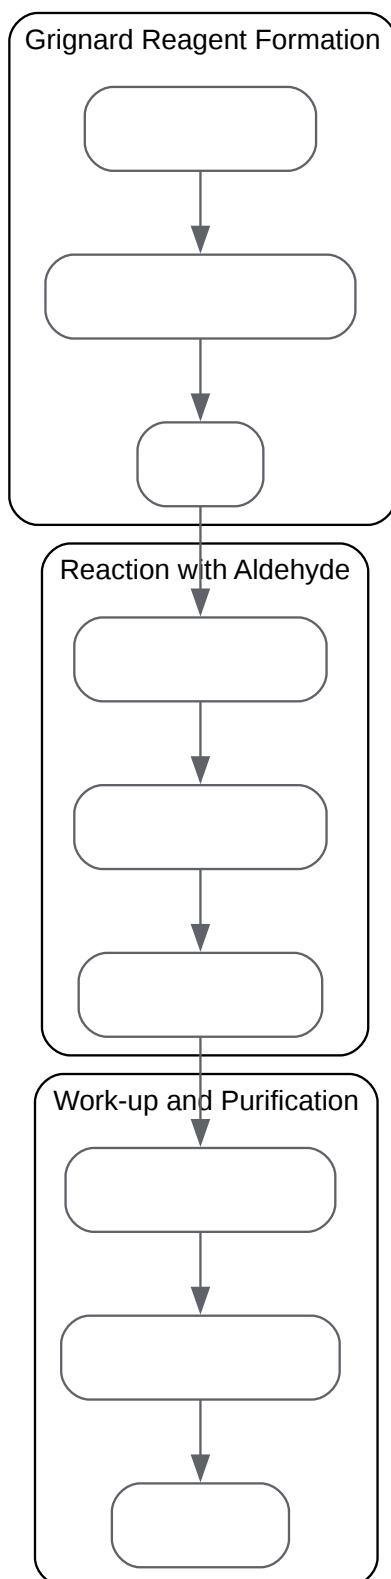 Grignard Reagent Formation
Reaction with Aldehyde
Work-up and Purification